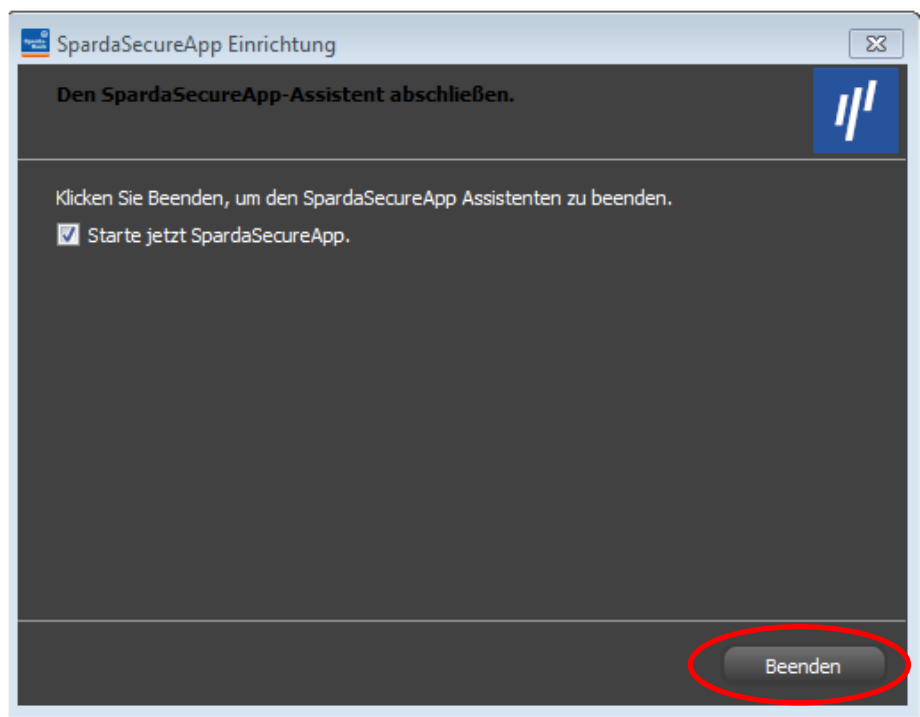 SpardaSecureApp Einrichtung
Den SpardaSecureApp-Assistent abschließen.
Klicken Sie Beenden, um den SpardaSecureApp Assistenten zu beenden.
Starte jetzt SpardaSecureApp.
Beenden